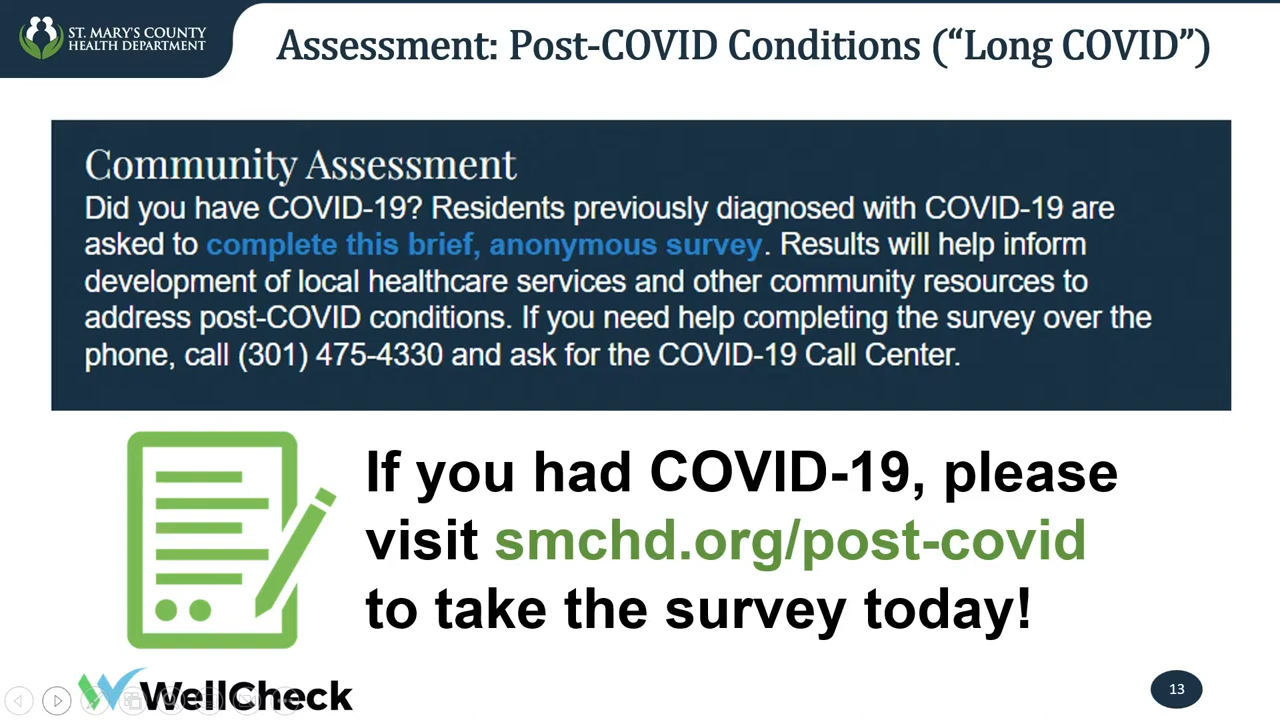 ST. MARY'S COUNTY
HEALTH DEPARTMENT
Assessment: Post-COVID Conditions (“Long COVID”)
Community Assessment
Did you have COVID-19? Residents previously diagnosed with COVID-19 are
asked to complete this brief, anonymous survey. Results will help inform
development of local healthcare services and other community resources to
address post-COVID conditions. If you need help completing the survey over the
phone, call (301) 475-4330 and ask for the COVID-19 Call Center.
If you had COVID-19, please
visit smchd.org/post-covid
to take the survey today!
WellCheck
13